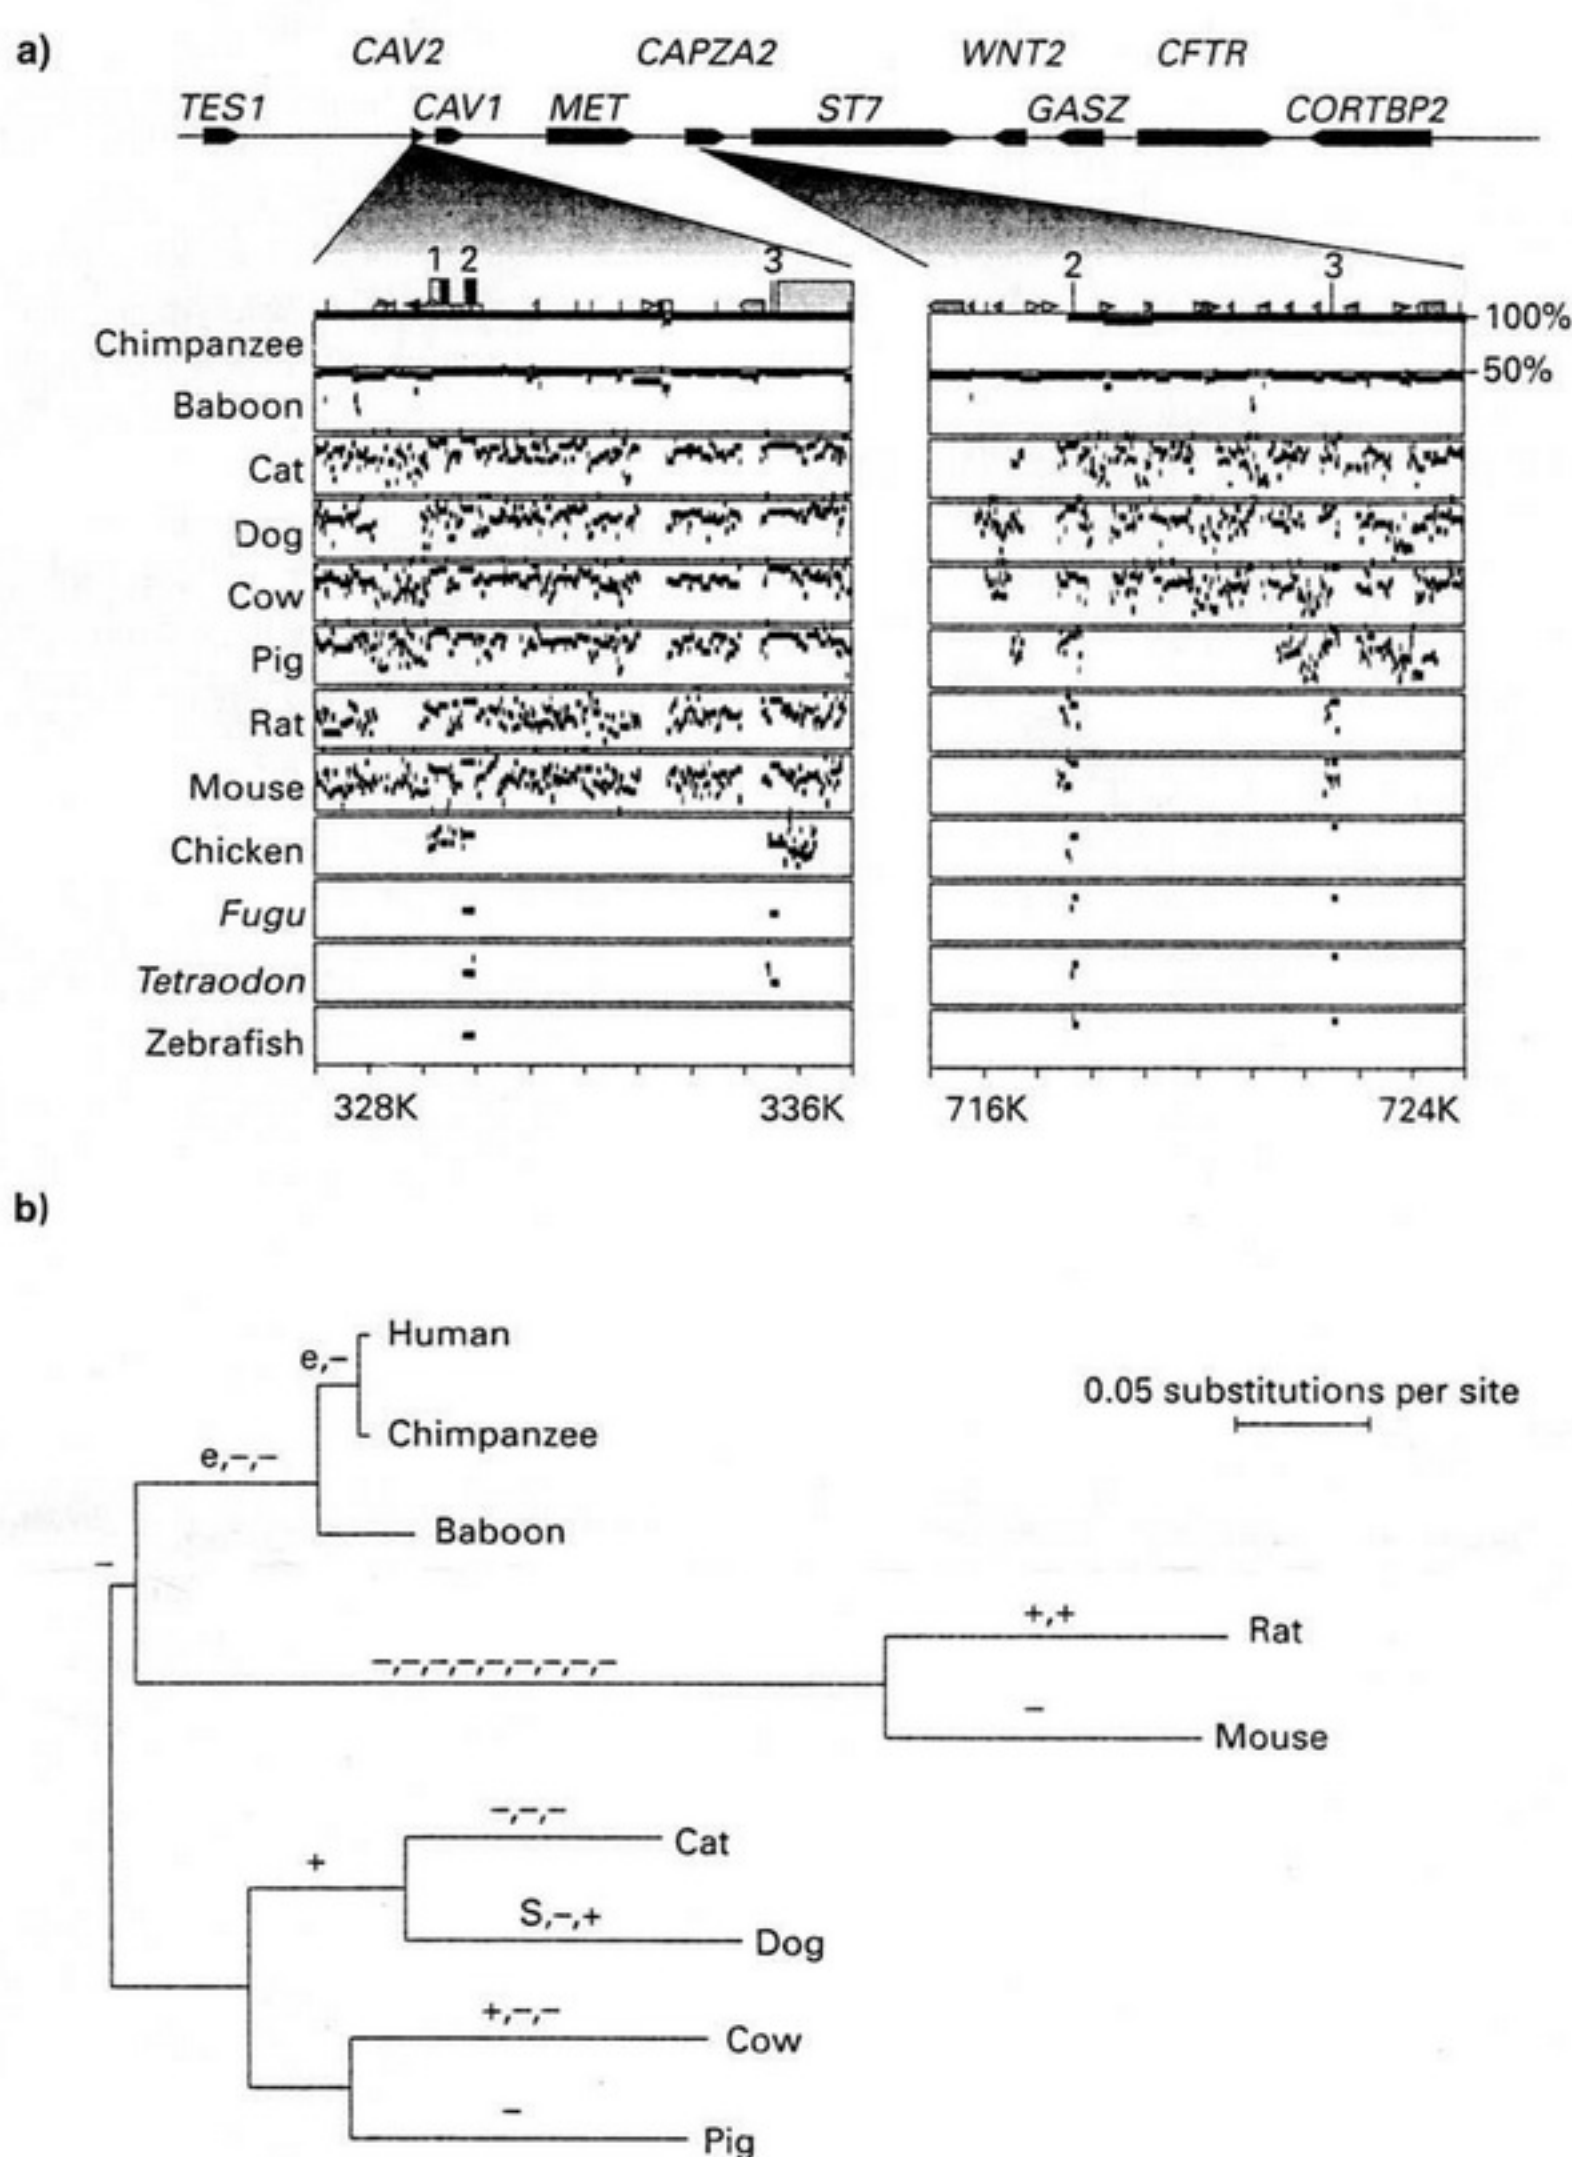 a)
CAV2 CAPZA2 WNT2 CFTR
TES1 CAV1 MET ST7 GASZ CORTBP2
1 2 3 2 3
100%
Chimpanzee
50%
Baboon
Cat
Dog
Cow
Pig
Rat
Mouse
Chicken
Fugu
Tetraodon
Zebrafish
328K 336K 716K 724K
b)
Human
e,–
0.05 substitutions per site
Chimpanzee
e,–,–
Baboon
–
+,+
Rat
–,–,–,–,–,–,–,–,–
–
Mouse
–,–,–
Cat
+
S,–,+
Dog
+,–,–
Cow
–
Pig